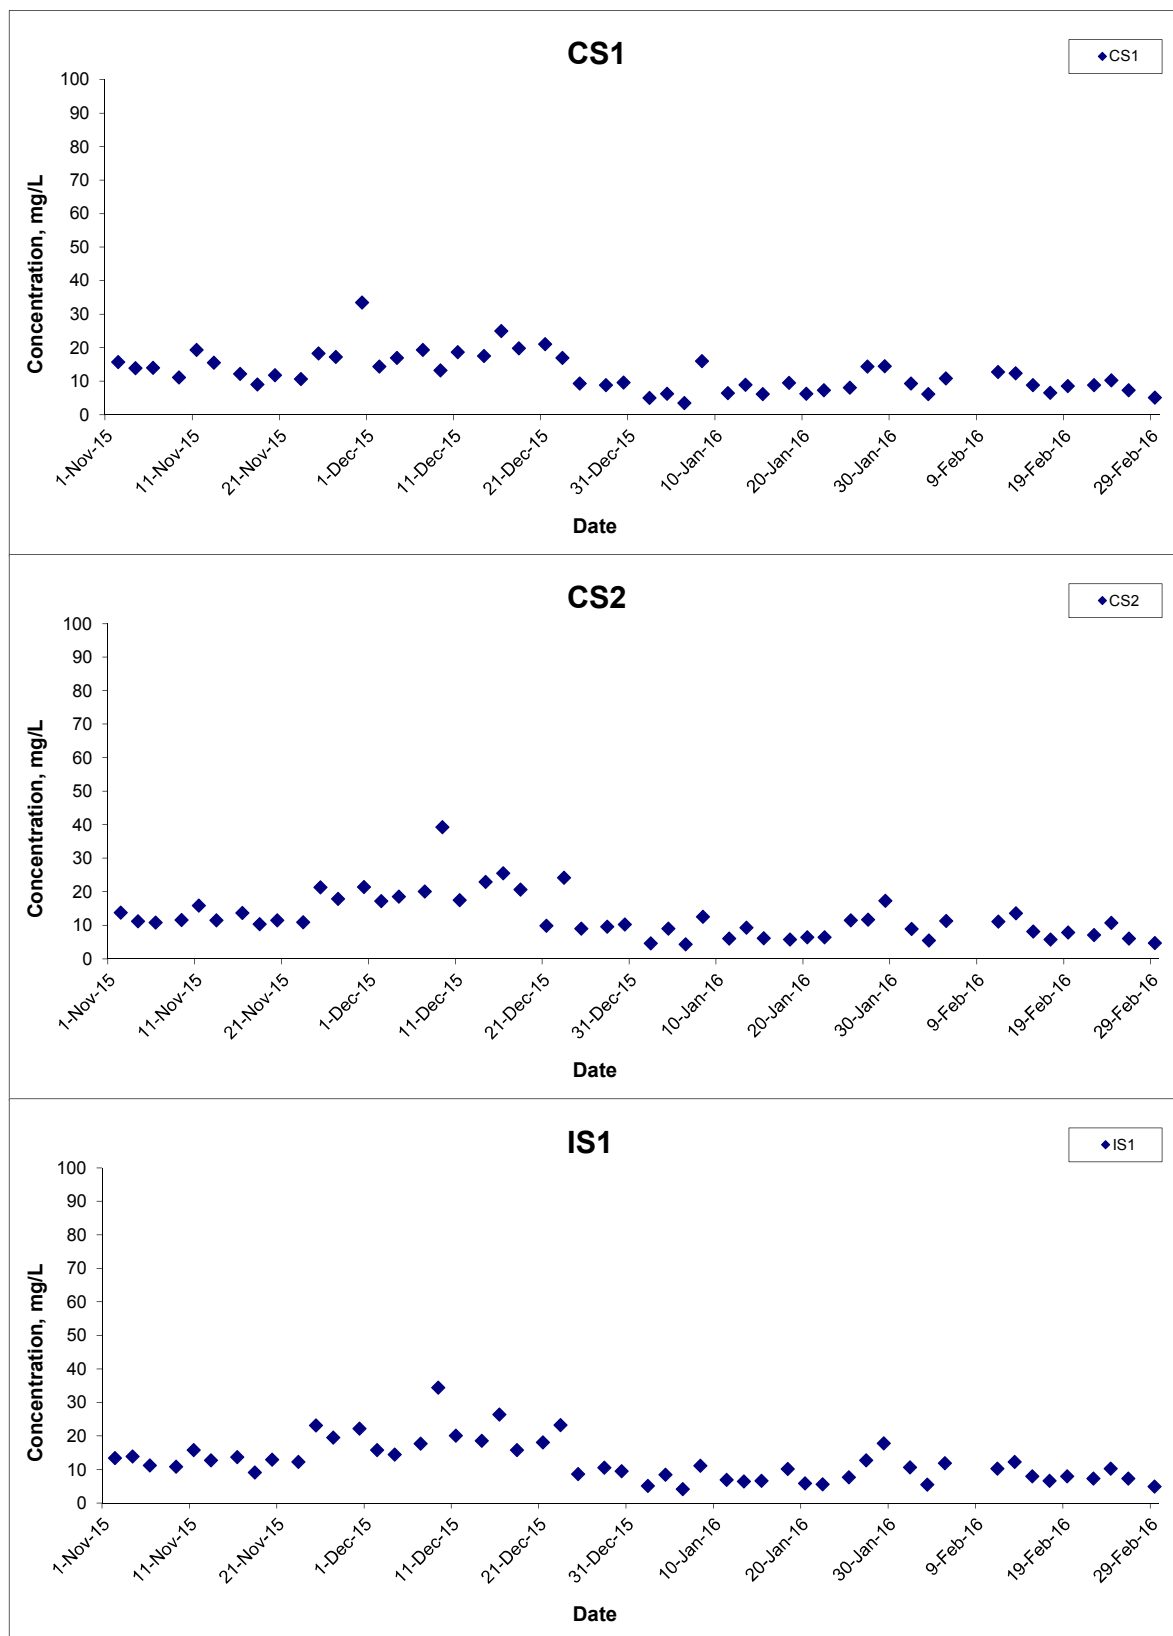 CS1
CS1
100
90
80
70
60
50
40
30
20
10
0
Concentration, mg/L
1-Nov-15
11-Nov-15
21-Nov-15
1-Dec-15
11-Dec-15
21-Dec-15
31-Dec-15
10-Jan-16
20-Jan-16
30-Jan-16
9-Feb-16
19-Feb-16
29-Feb-16
Date
CS2
CS2
100
90
80
70
60
50
40
30
20
10
0
Concentration, mg/L
1-Nov-15
11-Nov-15
21-Nov-15
1-Dec-15
11-Dec-15
21-Dec-15
31-Dec-15
10-Jan-16
20-Jan-16
30-Jan-16
9-Feb-16
19-Feb-16
29-Feb-16
Date
IS1
IS1
100
90
80
70
60
50
40
30
20
10
0
Concentration, mg/L
1-Nov-15
11-Nov-15
21-Nov-15
1-Dec-15
11-Dec-15
21-Dec-15
31-Dec-15
10-Jan-16
20-Jan-16
30-Jan-16
9-Feb-16
19-Feb-16
29-Feb-16
Date